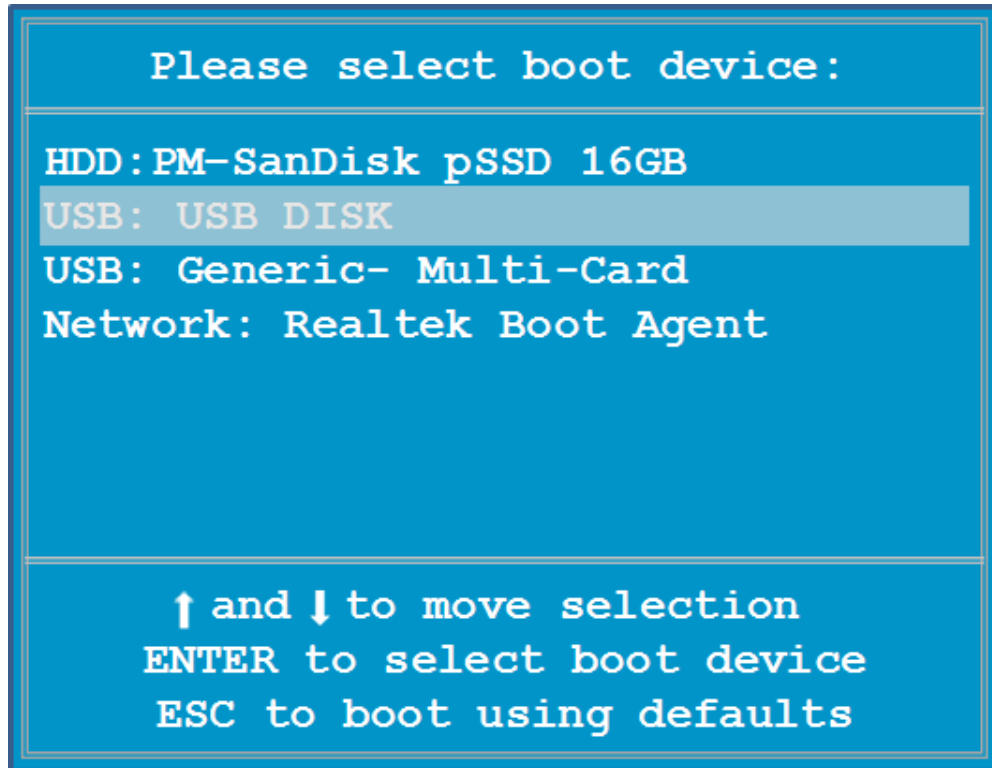 Please select boot device:
HDD:PM-SanDisk pSSD 16GB
USB: USB DISK
USB: Generic- Multi-Card
Network: Realtek Boot Agent
↑ and ↓ to move selection
ENTER to select boot device
ESC to boot using defaults